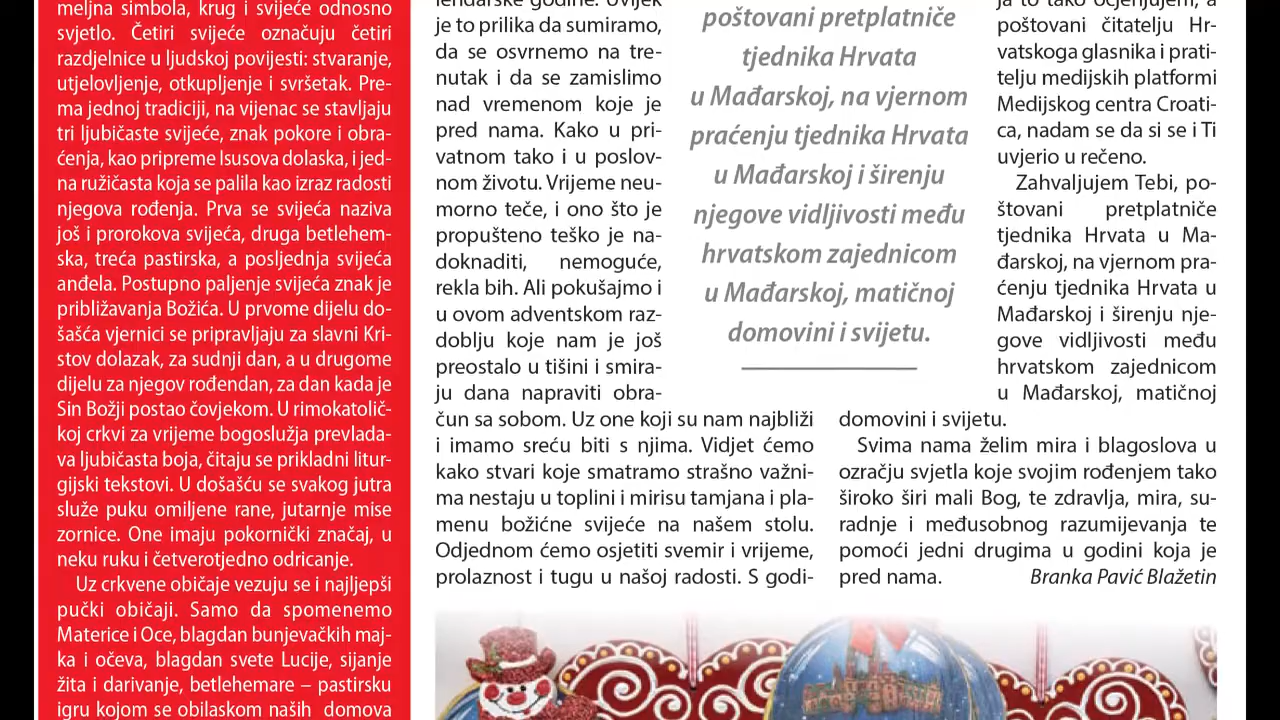 meljna simbola, krug i svijeće odnosno
svjetlo. Četiri svijeće označuju četiri
razdjelnice u ljudskoj povijesti: stvaranje,
utjelovljenje, otkupljenje i svršetak. Pre-
ma jednoj tradiciji, na vijenac se stavljaju
tri ljubičaste svijeće, znak pokore i obra-
ćenja, kao pripreme Isusova dolaska, i jed-
na ružičasta koja se palila kao izraz radosti
njegova rođenja. Prva se svijeća naziva
još i prorokova svijeća, druga betlehem-
ska, treća pastirska, a posljednja svijeća
anđela. Postupno paljenje svijeća znak je
približavanja Božića. U prvome dijelu do-
šašća vjernici se pripravljaju za slavni Kri-
stov dolazak, za sudnji dan, a u drugome
dijelu za njegov rođendan, za dan kada je
Sin Božji postao čovjekom. U rimokatolič-
koj crkvi za vrijeme bogoslužja prevlada-
va ljubičasta boja, čitaju se prikladni litur-
gijski tekstovi. U došašću se svakog jutra
služe puku omiljene rane, jutarnje mise
zornice. One imaju pokornički značaj, u
neku ruku i četverotjedno odricanje.
Uz crkvene običaje vezuju se i najljepši
pučki običaji. Samo da spomenemo
Materice i Oce, blagdan bunjevačkih maj-
ka i očeva, blagdan svete Lucije, sijanje
žita i darivanje, betlehemare – pastirsku
igru kojom se obilaskom naših domova
lendarske godine. Uvijek
je to prilika da sumiramo,
da se osvrnemo na tre-
nutak i da se zamislimo
nad vremenom koje je
pred nama. Kako u pri-
vatnom tako i u poslov-
nom životu. Vrijeme neu-
morno teče, i ono što je
propušteno teško je na-
doknaditi, nemoguće,
rekla bih. Ali pokušajmo i
u ovom adventskom raz-
doblju koje nam je još
preostalo u tišini i smira-
ju dana napraviti obra-
čun sa sobom. Uz one koji su nam najbliži
i imamo sreću biti s njima. Vidjet ćemo
kako stvari koje smatramo strašno važni-
ma nestaju u toplini i mirisu tamjana i pla-
menu božićne svijeće na našem stolu.
Odjednom ćemo osjetiti svemir i vrijeme,
prolaznost i tugu u našoj radosti. S godi-
poštovani pretplatniče
tjednika Hrvata
u Mađarskoj, na vjernom
praćenju tjednika Hrvata
u Mađarskoj i širenju
njegove vidljivosti među
hrvatskom zajednicom
u Mađarskoj, matičnoj
domovini i svijetu.
ja to tako ocjenjujem, a
poštovani čitatelju Hr-
vatskoga glasnika i prati-
telju medijskih platformi
Medijskog centra Croati-
ca, nadam se da si se i Ti
uvjerio u rečeno.
Zahvaljujem Tebi, po-
štovani pretplatniče
tjednika Hrvata u Ma-
đarskoj, na vjernom pra-
ćenju tjednika Hrvata u
Mađarskoj i širenju nje-
gove vidljivosti među
hrvatskom zajednicom
u Mađarskoj, matičnoj
domovini i svijetu.
Svima nama želim mira i blagoslova u
ozračju svjetla koje svojim rođenjem tako
široko širi mali Bog, te zdravlja, mira, su-
radnje i međusobnog razumijevanja te
pomoći jedni drugima u godini koja je
pred nama. Branka Pavić Blažetin